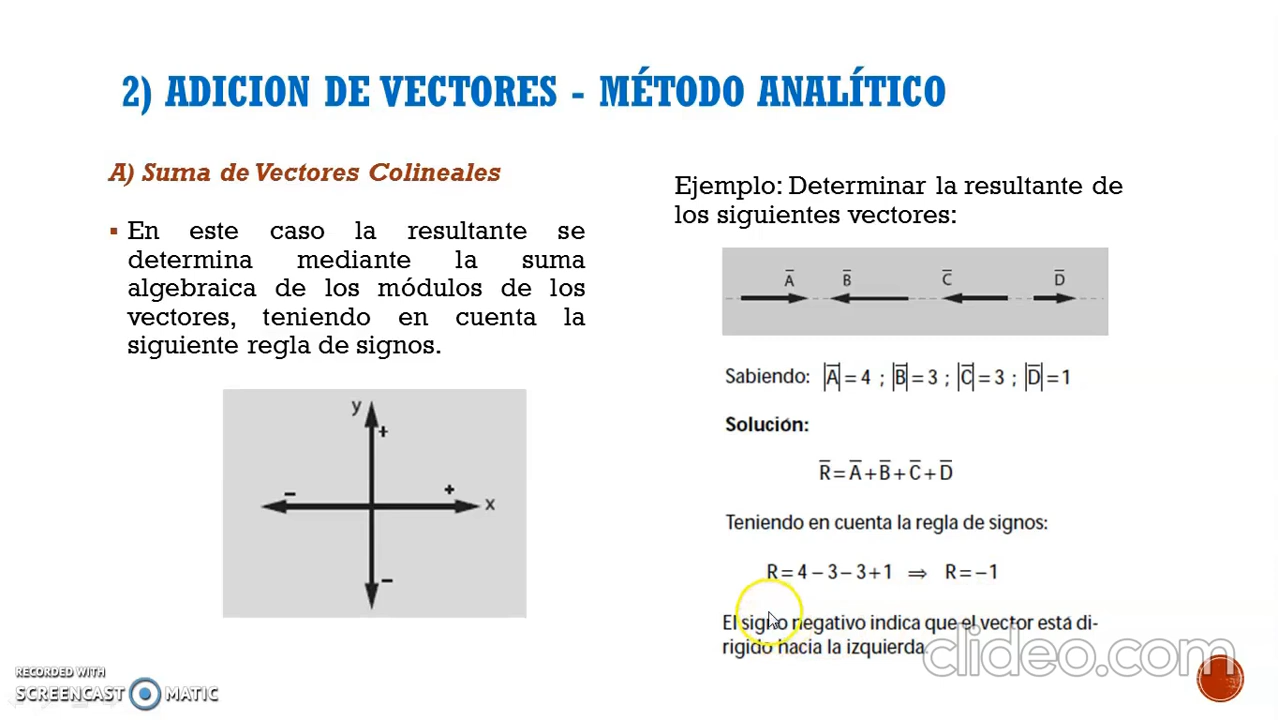 2) ADICION DE VECTORES - MÉTODO ANALÍTICO
A) Suma de Vectores Colineales
▪ En este caso la resultante se
determina mediante la suma
algebraica de los módulos de los
vectores, teniendo en cuenta la
siguiente regla de signos.
y
+
− + x
−
Ejemplo: Determinar la resultante de
los siguientes vectores:
A̅ B̅ C̅ D̅
Sabiendo: |A̅| = 4 ; |B̅| = 3 ; |C̅| = 3 ; |D̅| = 1
Solución:
R̅ = A̅ + B̅ + C̅ + D̅
Teniendo en cuenta la regla de signos:
R = 4 − 3 − 3 + 1 ⇒ R = −1
El signo negativo indica que el vector está di-
rigido hacia la izquierda.
clideo.com
RECORDED WITH
SCREENCAST MATIC